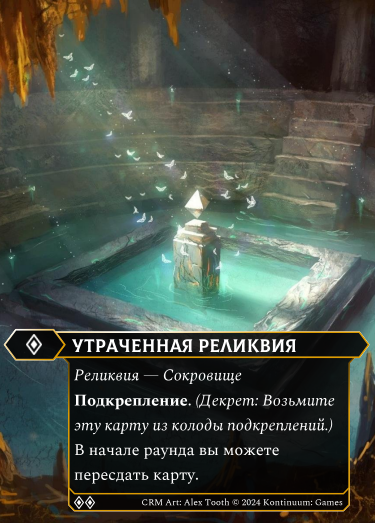 УТРАЧЕННАЯ РЕЛИКВИЯ
Реликвия — Сокровище
Подкрепление. (Декрет: Возьмите
эту карту из колоды подкреплений.)
В начале раунда вы можете
пересдать карту.
CRM Art: Alex Tooth © 2024 Kontinuum: Games